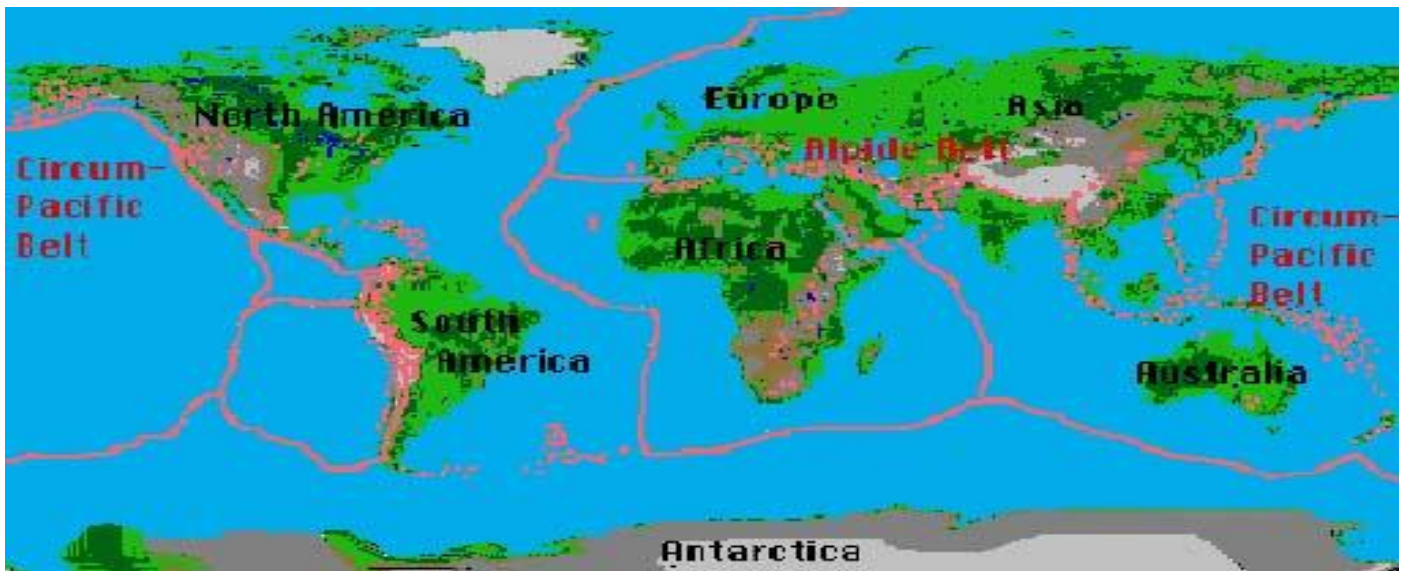 Europe
Asia
North America
Alpide Belt
Circum-
Pacific
Belt
Africa
Circum-
Pacific
Belt
South
America
Australia
Antarctica